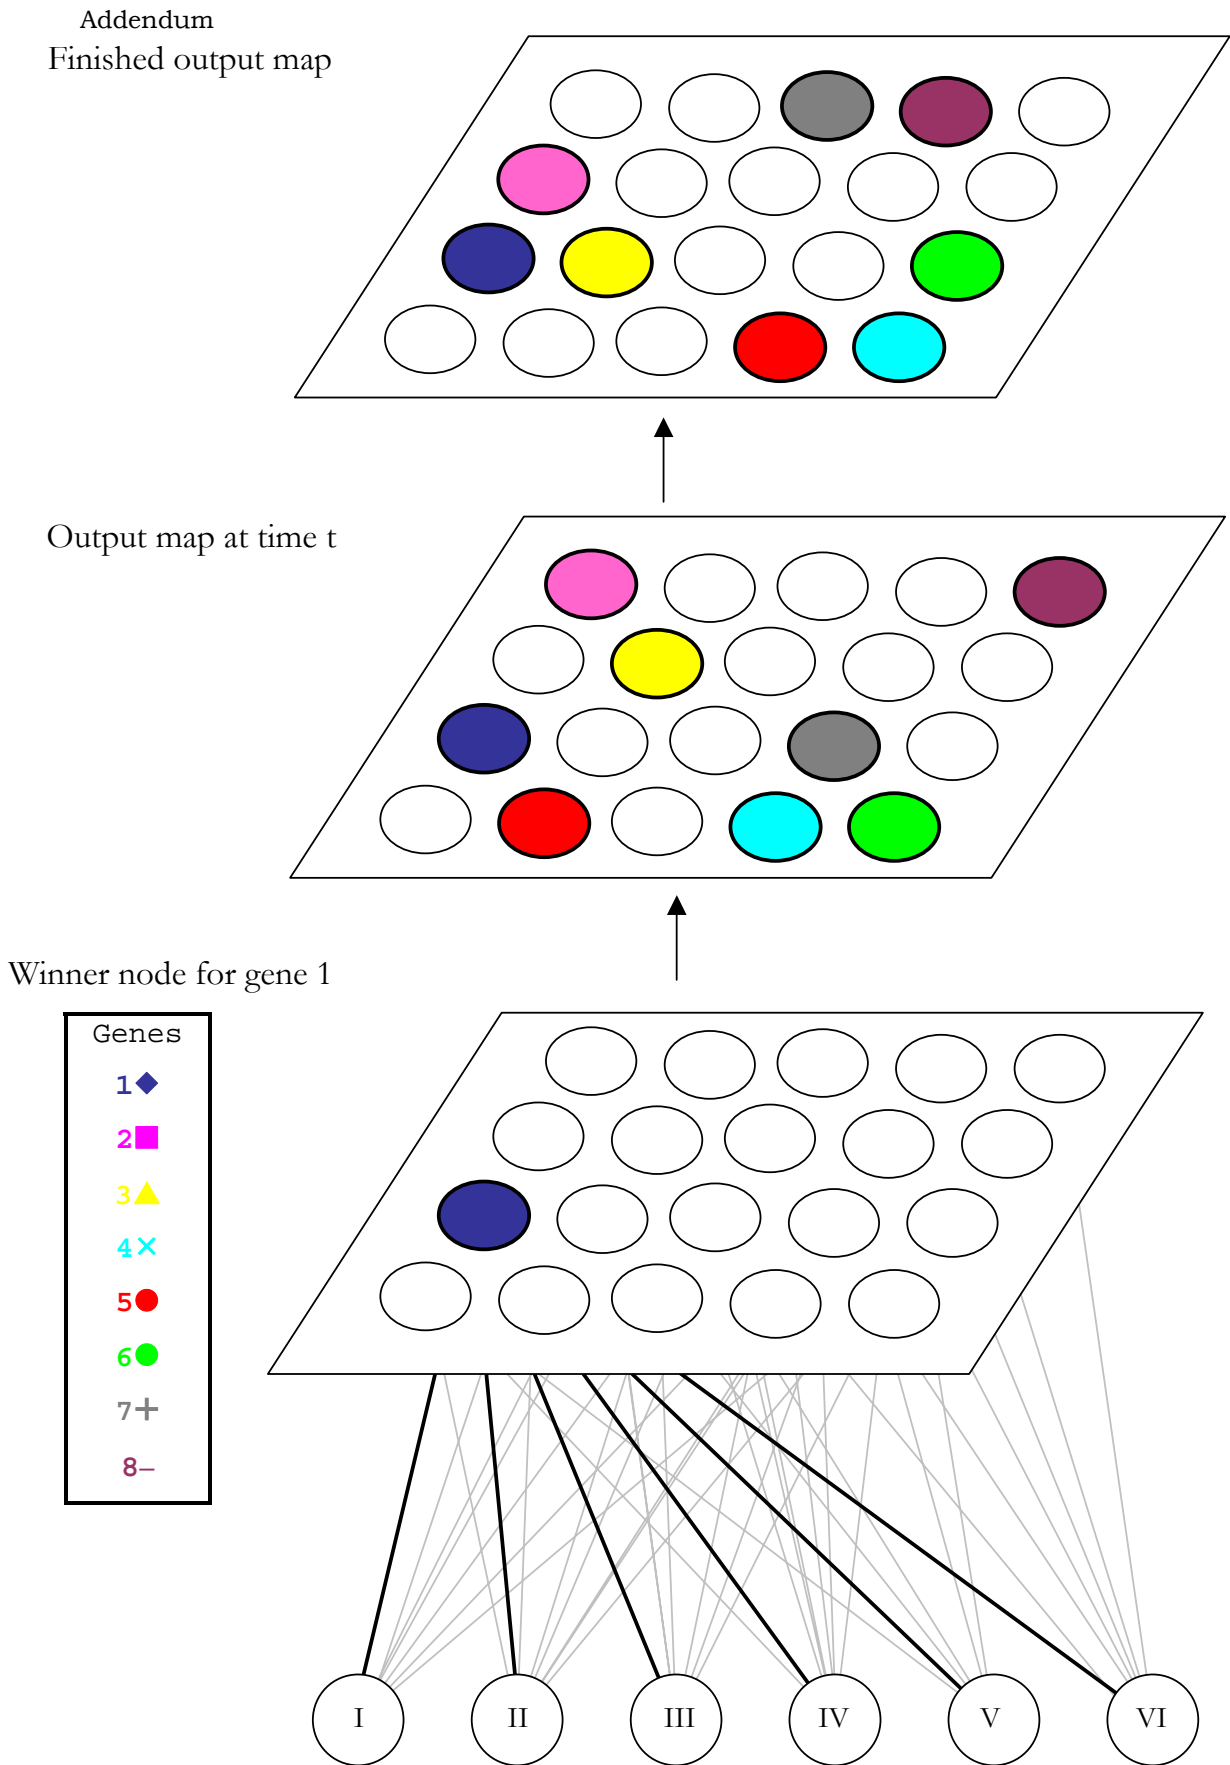 Addendum
Finished output map
Output map at time t
Winner node for gene 1
Genes
1
2
3
4
5
6
7
8
I II III IV V VI